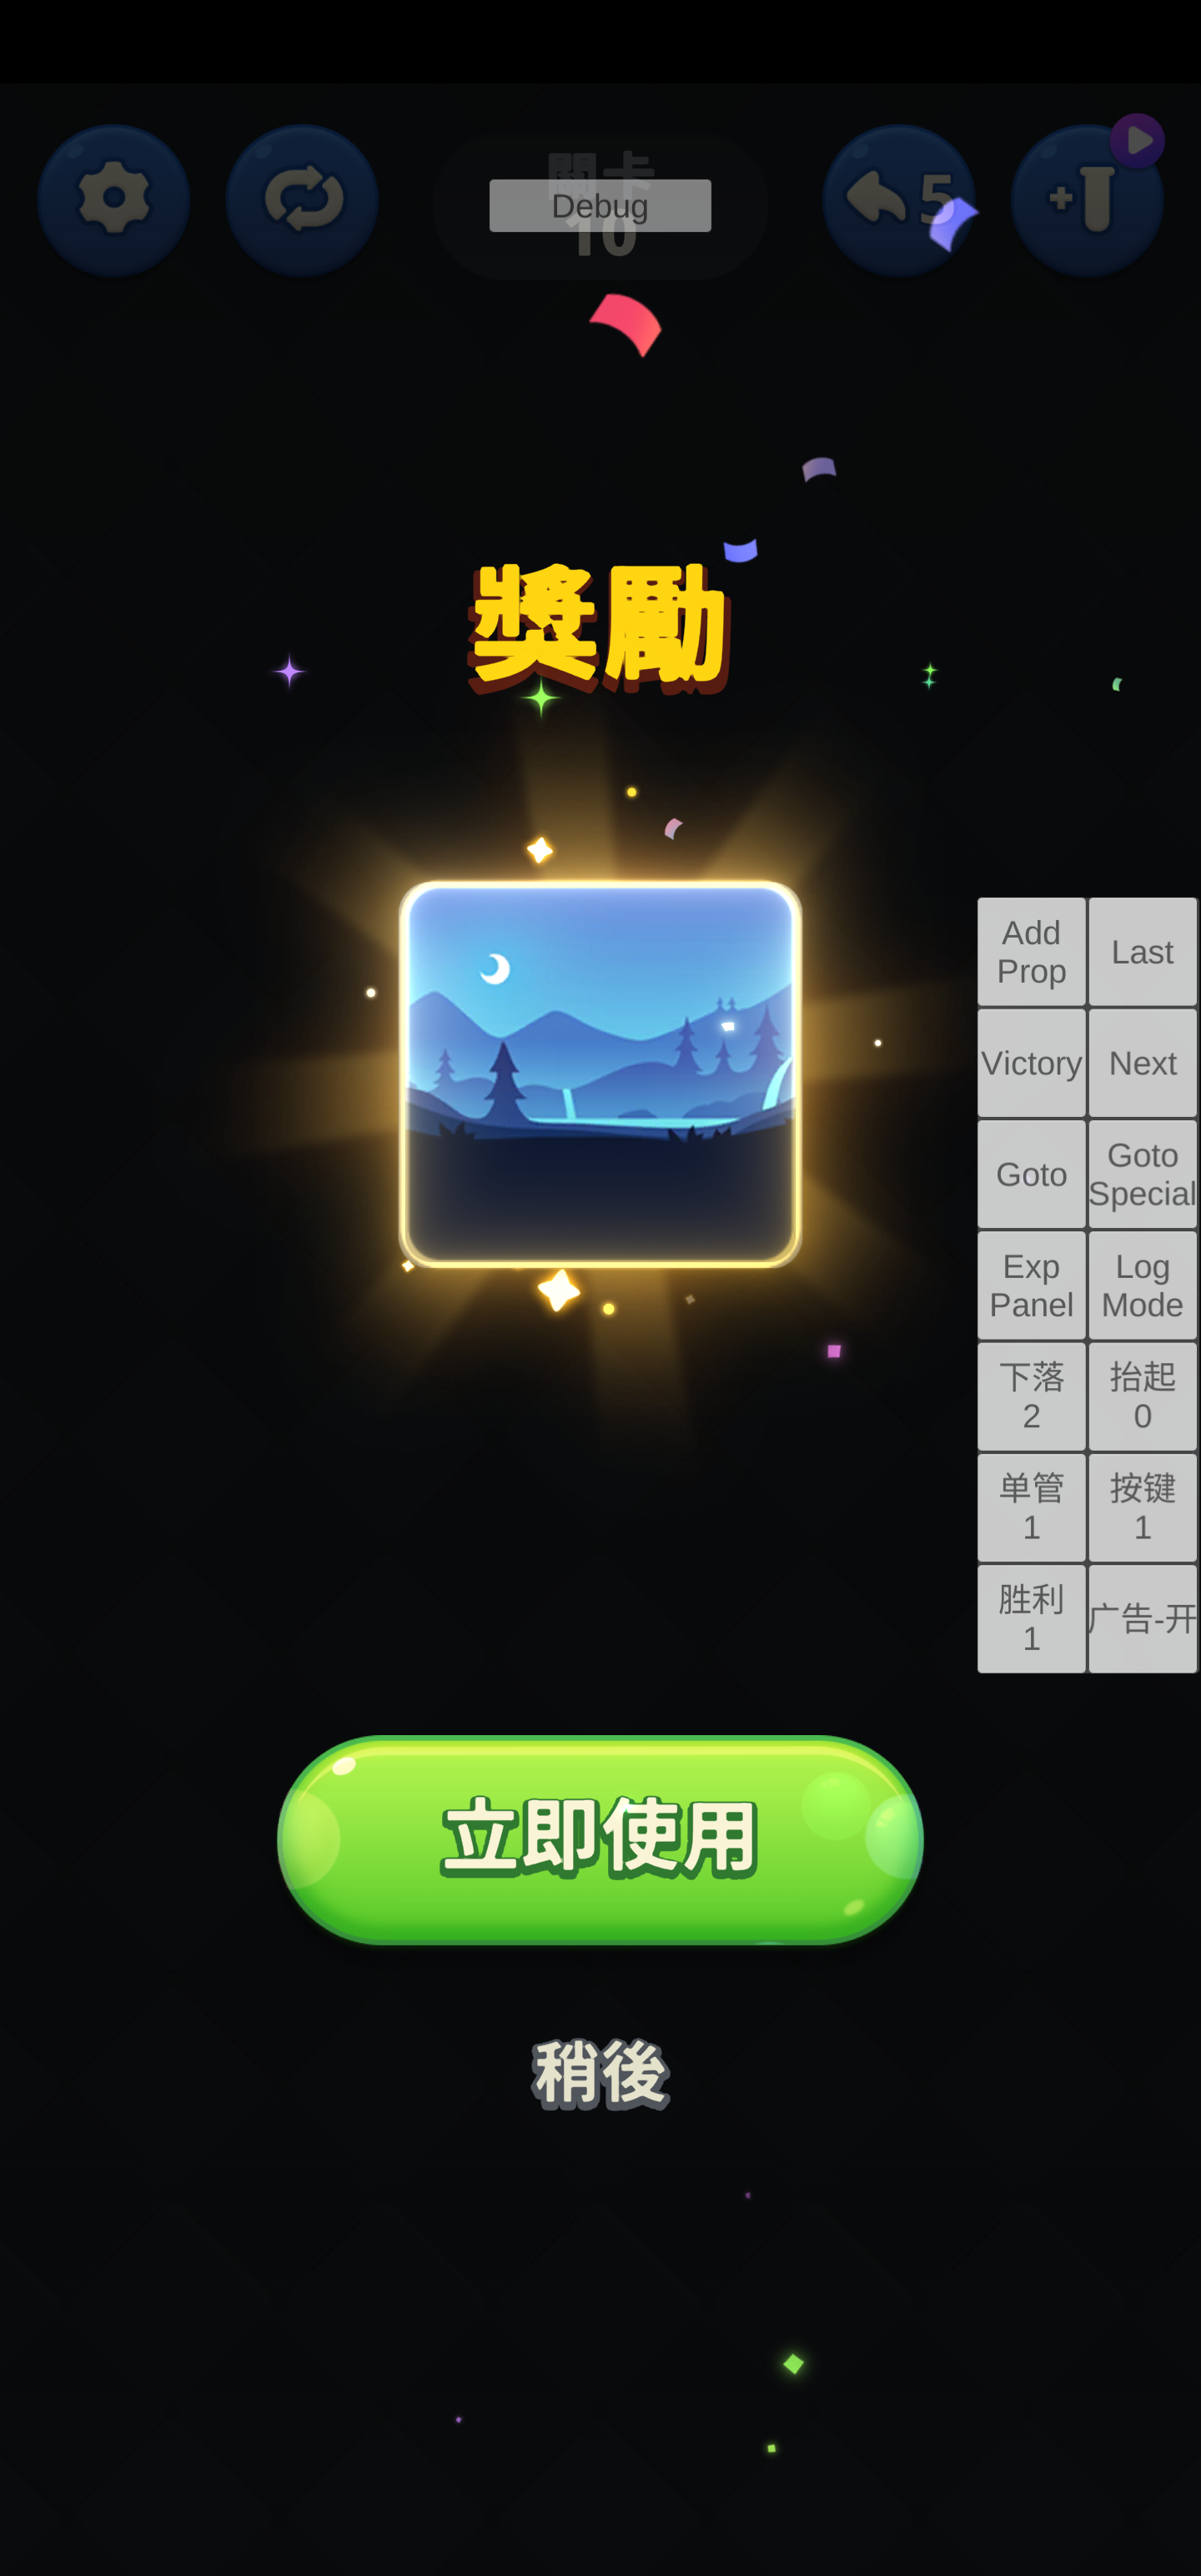 關卡
Debug
10
5
獎勵
Add
Prop
Last
Victory
Next
Goto
Goto
Special
Exp
Panel
Log
Mode
下落
2
抬起
0
单管
1
按键
1
胜利
1
广告-开
立即使用
稍後